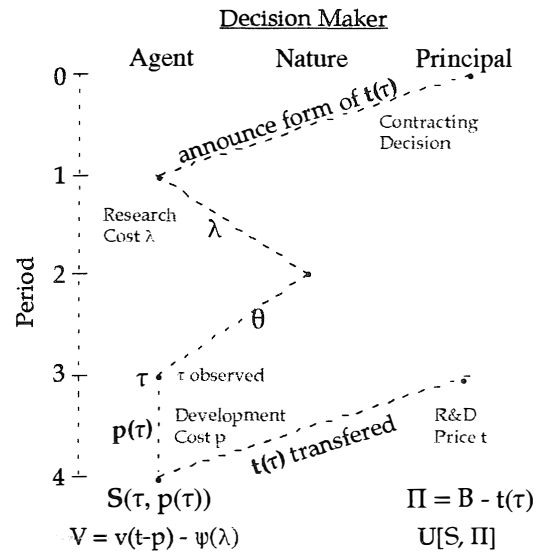 Decision Maker
Agent Nature Principal
0
announce form of t(τ)
Contracting
Decision
1
Research
Cost λ
λ
Period
2
θ
3
τ
τ observed
p(τ)
Development
Cost p
R&D
Price t
t(τ) transfered
4
S(τ, p(τ))
Π = B - t(τ)
V = v(t-p) - ψ(λ)
U[S, Π]